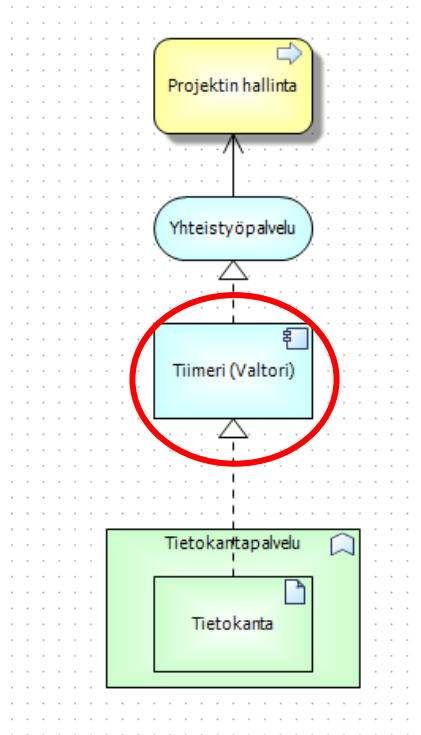 Projektin hallinta
Yhteistyöpalvelu
Tiimeri (Valtori)
Tietokantapalvelu
Tietokanta